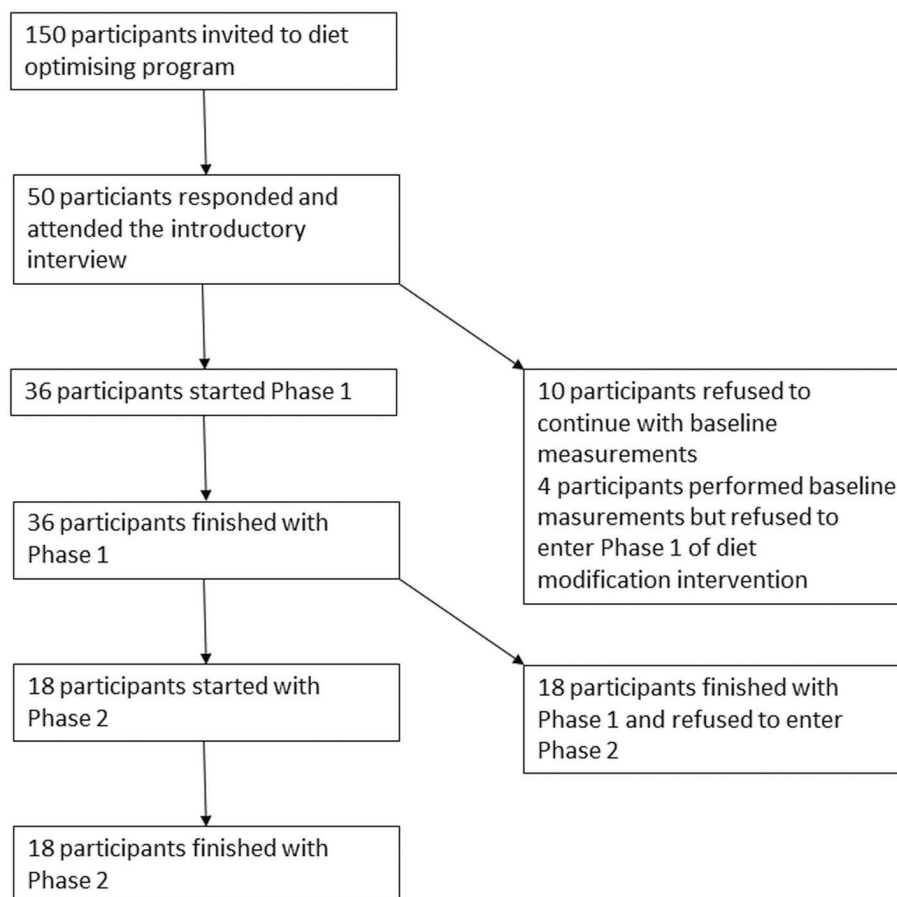 150 participants invited to diet
optimising program
50 particiants responded and
attended the introductory
interview
36 participants started Phase 1
10 participants refused to
continue with baseline
measurements
4 participants performed baseline
masurements but refused to
enter Phase 1 of diet
modification intervention
36 participants finished with
Phase 1
18 participants started with
Phase 2
18 participants finished with
Phase 1 and refused to enter
Phase 2
18 participants finished with
Phase 2